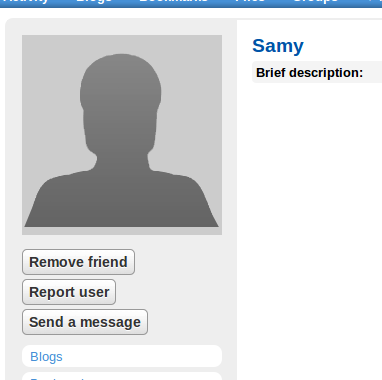 Activity Blogs Bookmarks Files Groups
Samy
Brief description:
Remove friend
Report user
Send a message
Blogs